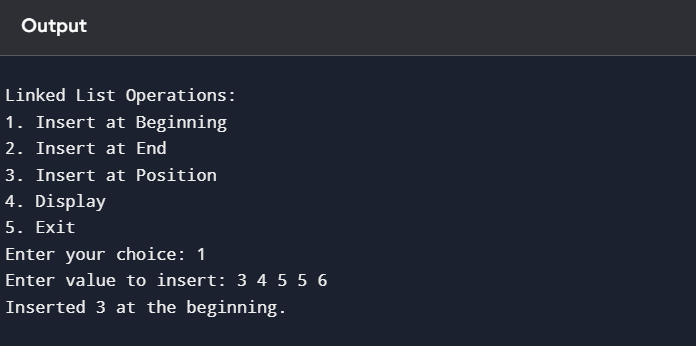 Output
Linked List Operations:
1. Insert at Beginning
2. Insert at End
3. Insert at Position
4. Display
5. Exit
Enter your choice: 1
Enter value to insert: 3 4 5 5 6
Inserted 3 at the beginning.